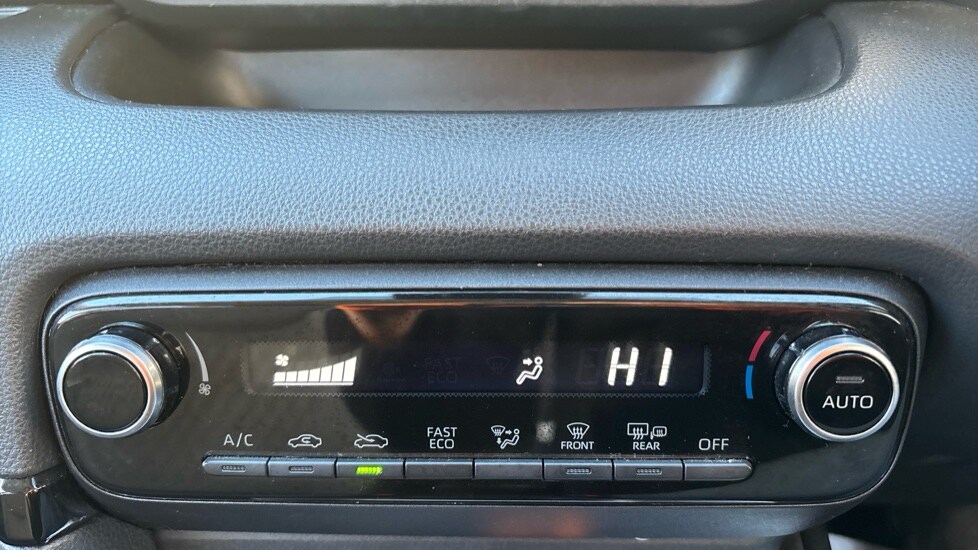 HI
A/C
FAST
ECO
FRONT
REAR
OFF
AUTO